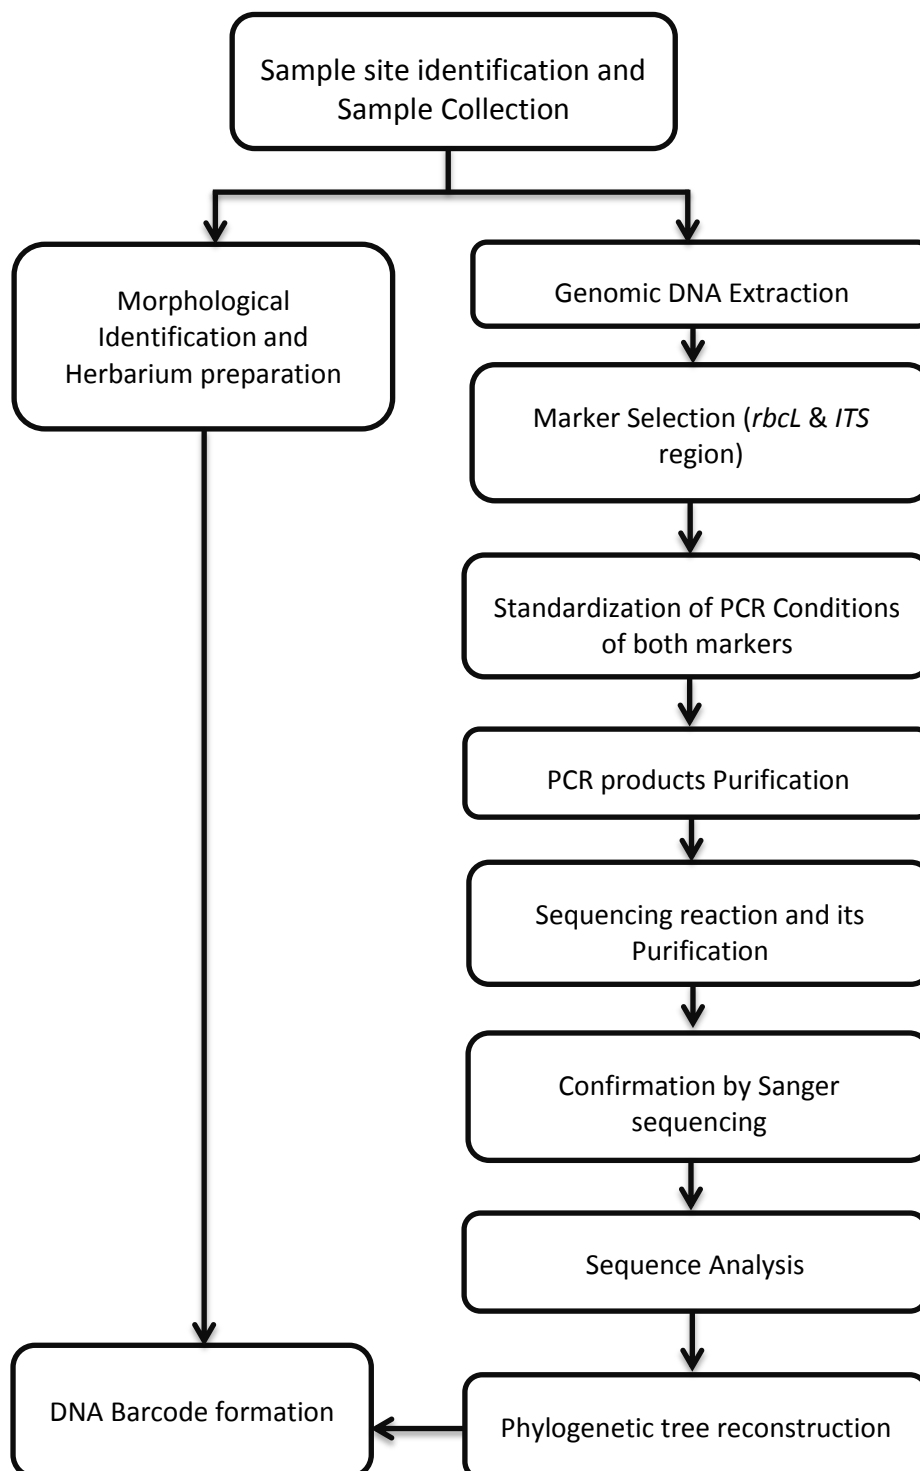 Sample site identification and
Sample Collection
Morphological
Identification and
Herbarium preparation
Genomic DNA Extraction
Marker Selection (rbcL & ITS
region)
Standardization of PCR Conditions
of both markers
PCR products Purification
Sequencing reaction and its
Purification
Confirmation by Sanger
sequencing
Sequence Analysis
DNA Barcode formation
Phylogenetic tree reconstruction